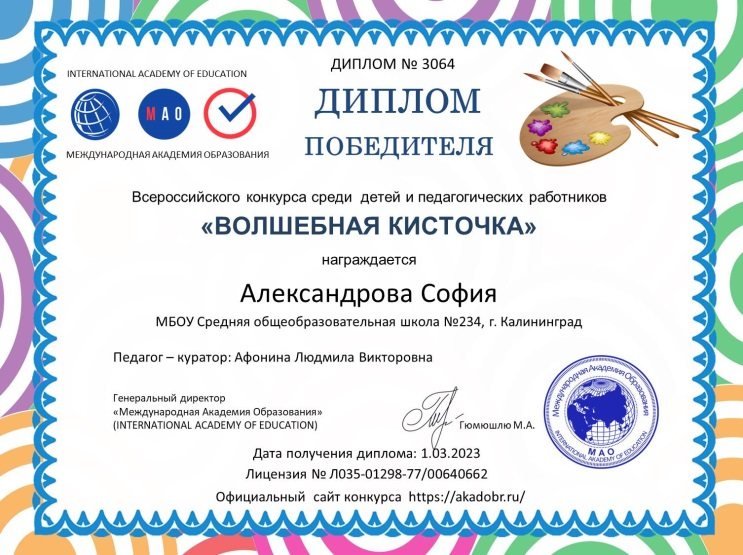 INTERNATIONAL ACADEMY OF EDUCATION
МАО
МЕЖДУНАРОДНАЯ АКАДЕМИЯ ОБРАЗОВАНИЯ
ДИПЛОМ № 3064
ДИПЛОМ
ПОБЕДИТЕЛЯ
Всероссийского конкурса среди детей и педагогических работников
«ВОЛШЕБНАЯ КИСТОЧКА»
награждается
Александрова София
МБОУ Средняя общеобразовательная школа №234, г. Калининград
Педагог – куратор: Афонина Людмила Викторовна
Генеральный директор
«Международная Академия Образования»
(INTERNATIONAL ACADEMY OF EDUCATION)
Гюмюшлю М.А.
Международная Академия Образования
МАО
INTERNATIONAL ACADEMY OF EDUCATION
Дата получения диплома: 1.03.2023
Лицензия № Л035-01298-77/00640662
Официальный сайт конкурса https://akadobr.ru/